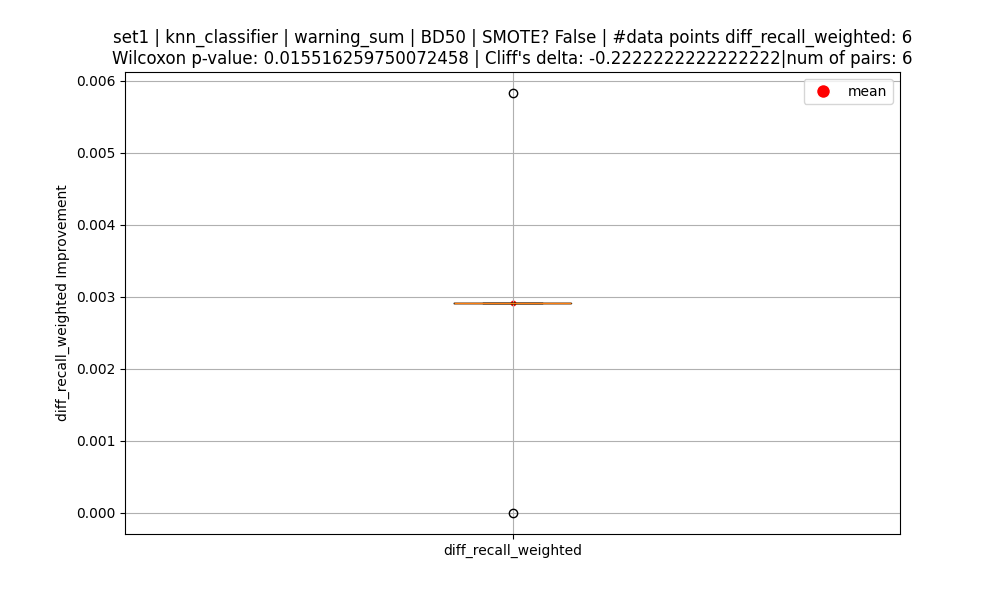 set1 | knn_classifier | warning_sum | BD50 | SMOTE? False | #data points diff_recall_weighted: 6
Wilcoxon p-value: 0.015516259750072458 | Cliff's delta: -0.2222222222222222|num of pairs: 6
mean
0.006
0.005
0.004
0.003
0.002
0.001
0.000
diff_recall_weighted Improvement
diff_recall_weighted